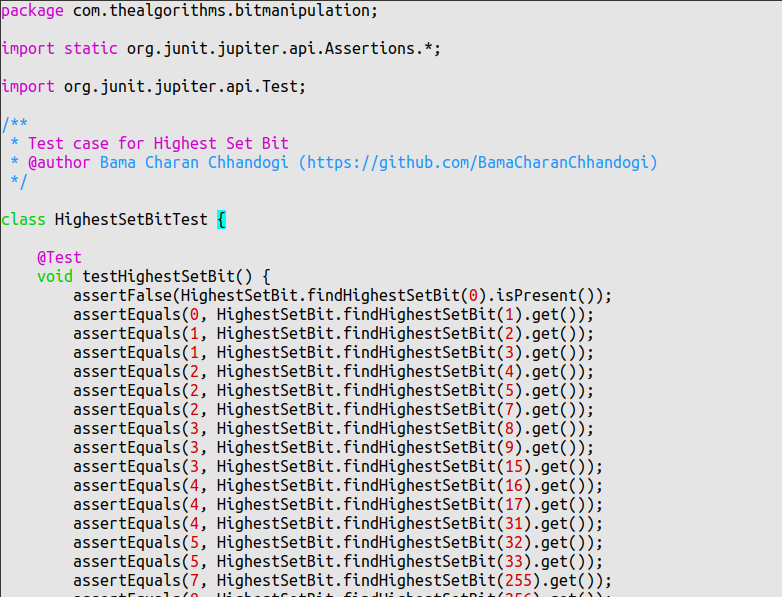 package com.thealgorithms.bitmanipulation;

import static org.junit.jupiter.api.Assertions.*;

import org.junit.jupiter.api.Test;

/**
 * Test case for Highest Set Bit
 * @author Bama Charan Chhandogi (https://github.com/BamaCharanChhandogi)
 */

class HighestSetBitTest {

    @Test
    void testHighestSetBit() {
        assertFalse(HighestSetBit.findHighestSetBit(0).isPresent());
        assertEquals(0, HighestSetBit.findHighestSetBit(1).get());
        assertEquals(1, HighestSetBit.findHighestSetBit(2).get());
        assertEquals(1, HighestSetBit.findHighestSetBit(3).get());
        assertEquals(2, HighestSetBit.findHighestSetBit(4).get());
        assertEquals(2, HighestSetBit.findHighestSetBit(5).get());
        assertEquals(2, HighestSetBit.findHighestSetBit(7).get());
        assertEquals(3, HighestSetBit.findHighestSetBit(8).get());
        assertEquals(3, HighestSetBit.findHighestSetBit(9).get());
        assertEquals(3, HighestSetBit.findHighestSetBit(15).get());
        assertEquals(4, HighestSetBit.findHighestSetBit(16).get());
        assertEquals(4, HighestSetBit.findHighestSetBit(17).get());
        assertEquals(4, HighestSetBit.findHighestSetBit(31).get());
        assertEquals(5, HighestSetBit.findHighestSetBit(32).get());
        assertEquals(5, HighestSetBit.findHighestSetBit(33).get());
        assertEquals(7, HighestSetBit.findHighestSetBit(255).get());